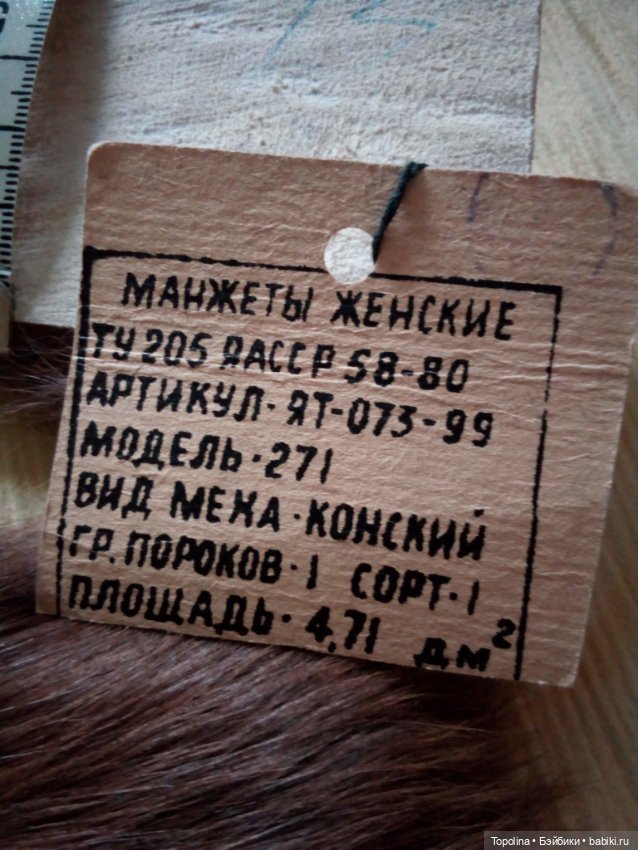 МАНЖЕТЫ ЖЕНСКИЕ
ТУ 205 ЯАССР 58-80
АРТИКУЛ· ЯТ-073-99
МОДЕЛЬ·271
ВИД МЕХА·КОНСКИЙ
ГР. ПОРОКОВ·1 СОРТ·1
ПЛОЩАДЬ· 4,71 ДМ²
Topolina • Бэйбики • babiki.ru